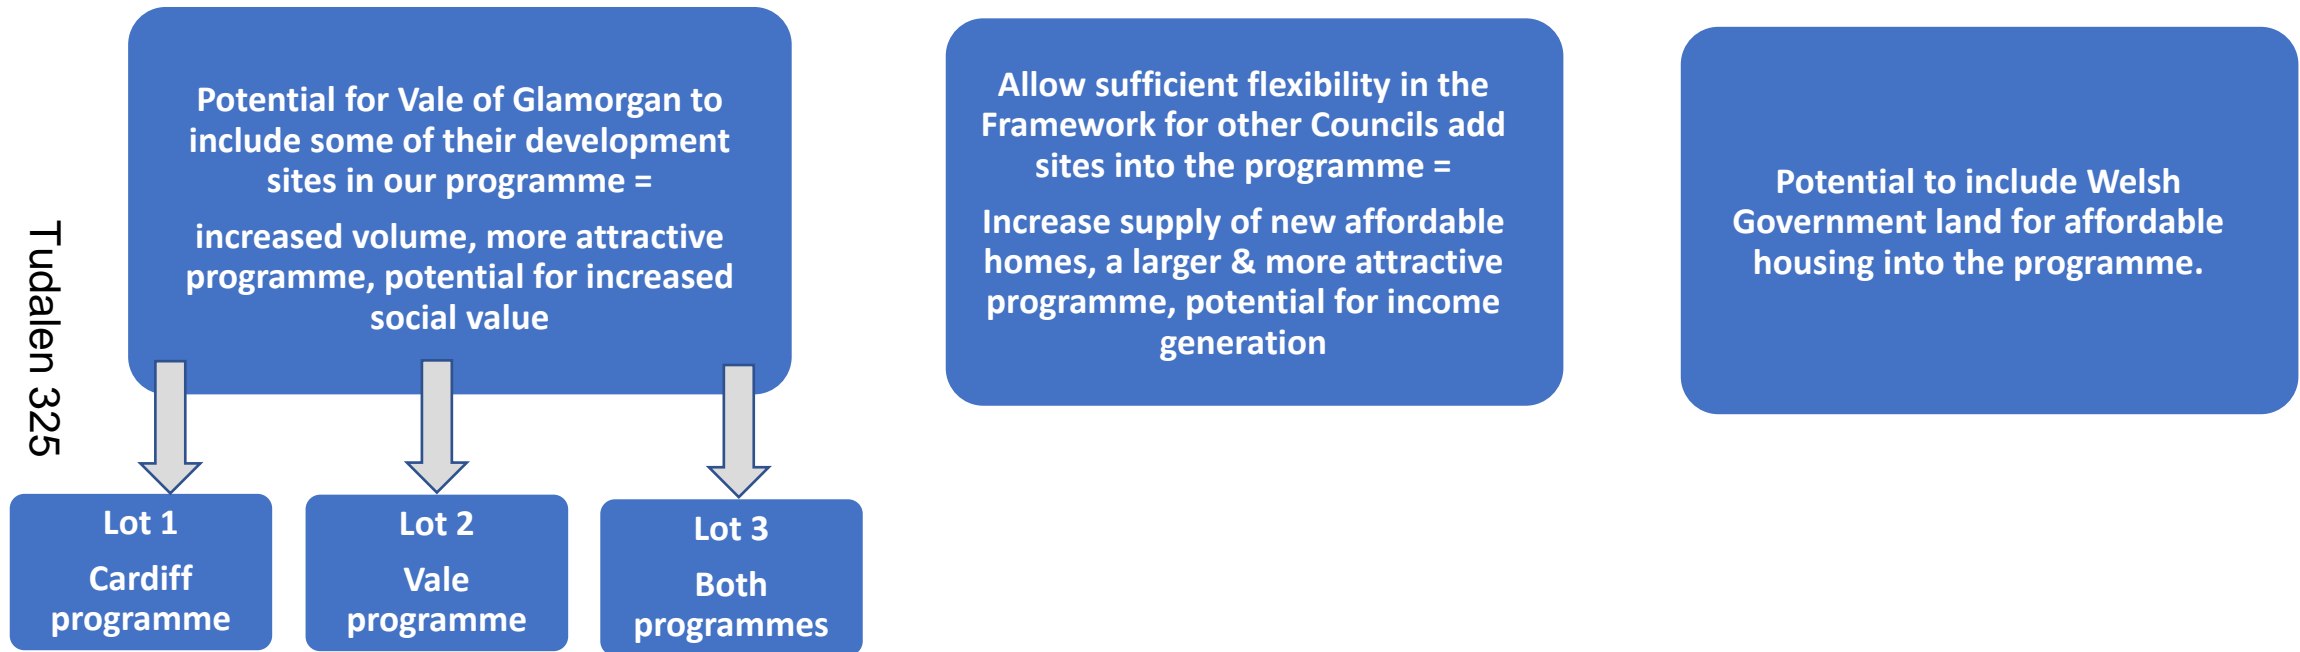 Potential for Vale of Glamorgan to
include some of their development
sites in our programme =
increased volume, more attractive
programme, potential for increased
social value
Allow sufficient flexibility in the
Framework for other Councils add
sites into the programme =
Increase supply of new affordable
homes, a larger & more attractive
programme, potential for income
generation
Potential to include Welsh
Government land for affordable
housing into the programme.
Tudalen 325
Lot 1
Cardiff
programme
Lot 2
Vale
programme
Lot 3
Both
programmes